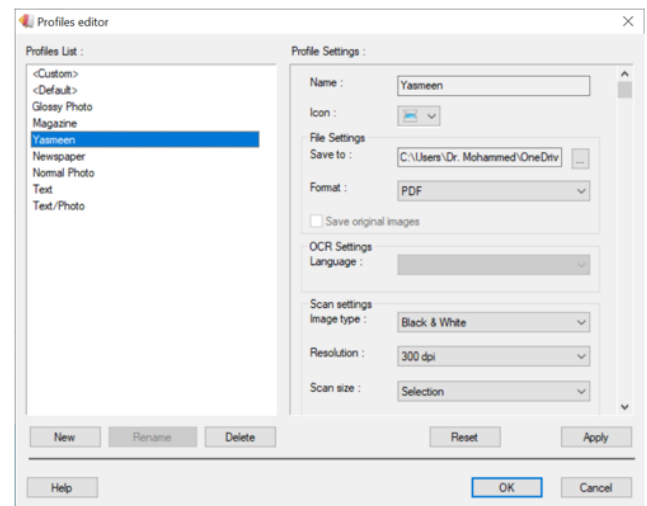 Profiles editor
Profiles List :
<Custom>
<Default>
Glossy Photo
Magazine
Yasmeen
Newspaper
Normal Photo
Text
Text/Photo
Profile Settings :
Name : Yasmeen
Icon :
File Settings
Save to : C:\Users\Dr. Mohammed\OneDriv ...
Format : PDF
Save original images
OCR Settings
Language :
Scan settings
Image type : Black & White
Resolution : 300 dpi
Scan size : Selection
New Rename Delete Reset Apply
Help OK Cancel